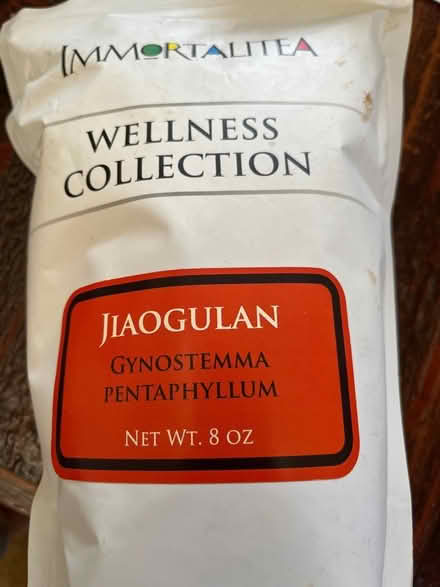 IMMORTALITEA
WELLNESS
COLLECTION
JIAOGULAN
GYNOSTEMMA
PENTAPHYLLUM
NET WT. 8 OZ